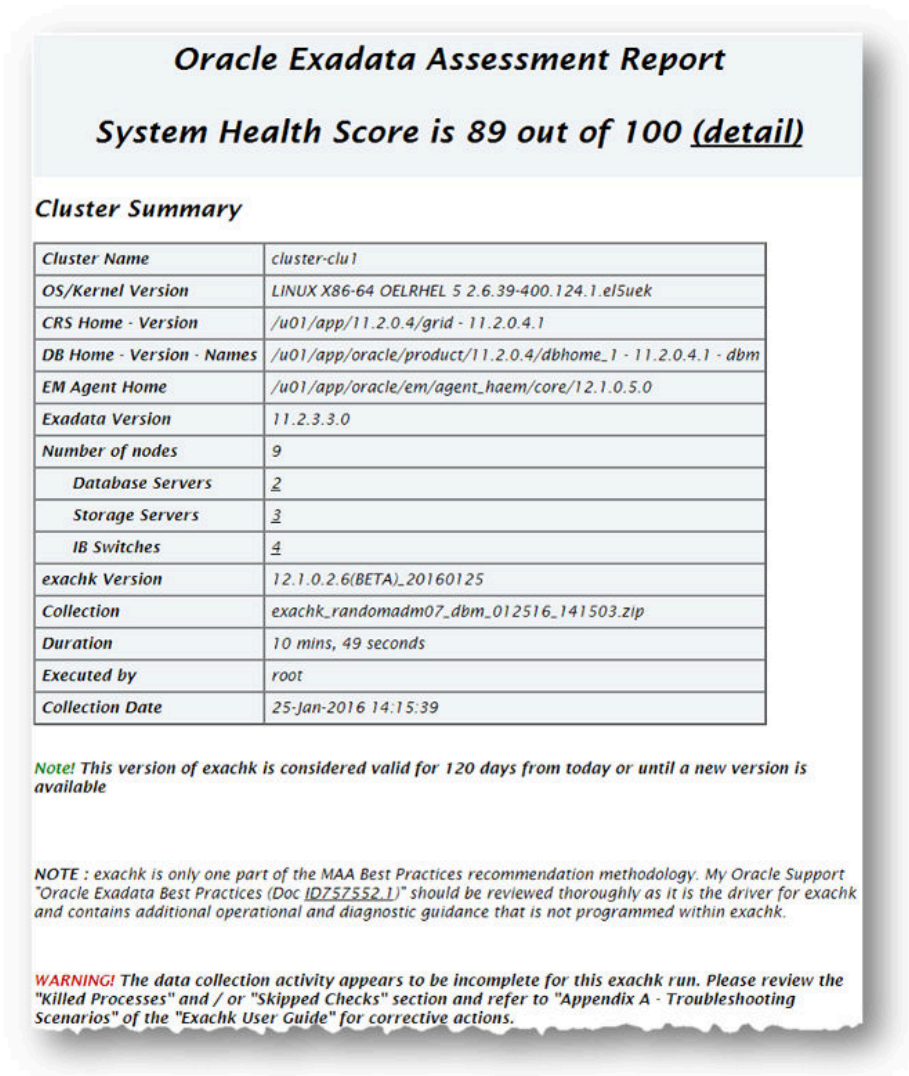 Oracle Exadata Assessment Report
System Health Score is 89 out of 100 (detail)
Cluster Summary
Cluster Name cluster-clu1
OS/Kernel Version LINUX X86-64 OELRHEL 5 2.6.39-400.124.1.el5uek
CRS Home - Version /u01/app/11.2.0.4/grid - 11.2.0.4.1
DB Home - Version - Names /u01/app/oracle/product/11.2.0.4/dbhome_1 - 11.2.0.4.1 - dbm
EM Agent Home /u01/app/oracle/em/agent_haem/core/12.1.0.5.0
Exadata Version 11.2.3.3.0
Number of nodes 9
Database Servers 2
Storage Servers 3
IB Switches 4
exachk Version 12.1.0.2.6(BETA)_20160125
Collection exachk_randomadm07_dbm_012516_141503.zip
Duration 10 mins, 49 seconds
Executed by root
Collection Date 25-Jan-2016 14:15:39
Note! This version of exachk is considered valid for 120 days from today or until a new version is
available
NOTE : exachk is only one part of the MAA Best Practices recommendation methodology. My Oracle Support
"Oracle Exadata Best Practices (Doc ID757552.1)" should be reviewed thoroughly as it is the driver for exachk
and contains additional operational and diagnostic guidance that is not programmed within exachk.
WARNING! The data collection activity appears to be incomplete for this exachk run. Please review the
"Killed Processes" and / or "Skipped Checks" section and refer to "Appendix A - Troubleshooting
Scenarios" of the "Exachk User Guide" for corrective actions.